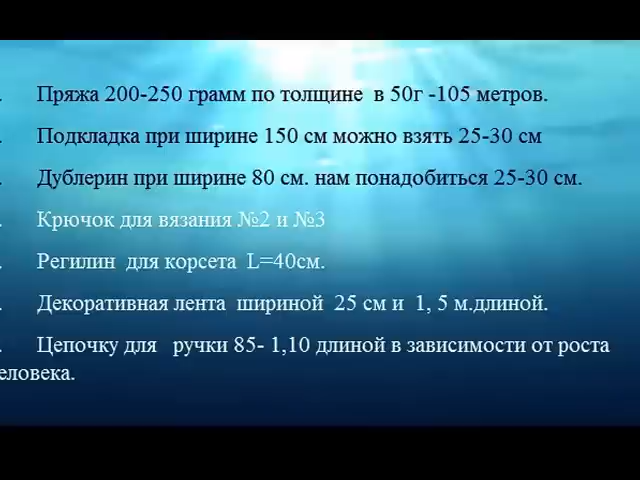 . Пряжа 200-250 грамм по толщине в 50г -105 метров.
. Подкладка при ширине 150 см можно взять 25-30 см
. Дублерин при ширине 80 см. нам понадобиться 25-30 см.
. Крючок для вязания №2 и №3
. Регилин для корсета L=40см.
. Декоративная лента шириной 25 см и 1, 5 м.длиной.
. Цепочку для ручки 85- 1,10 длиной в зависимости от роста
еловека.